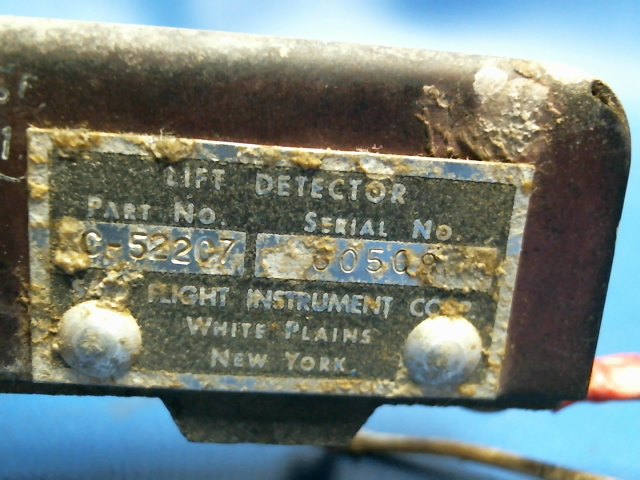 LIFT DETECTOR
PART NO. SERIAL NO.
C-52207
FLIGHT INSTRUMENT CORP
WHITE PLAINS
NEW YORK.